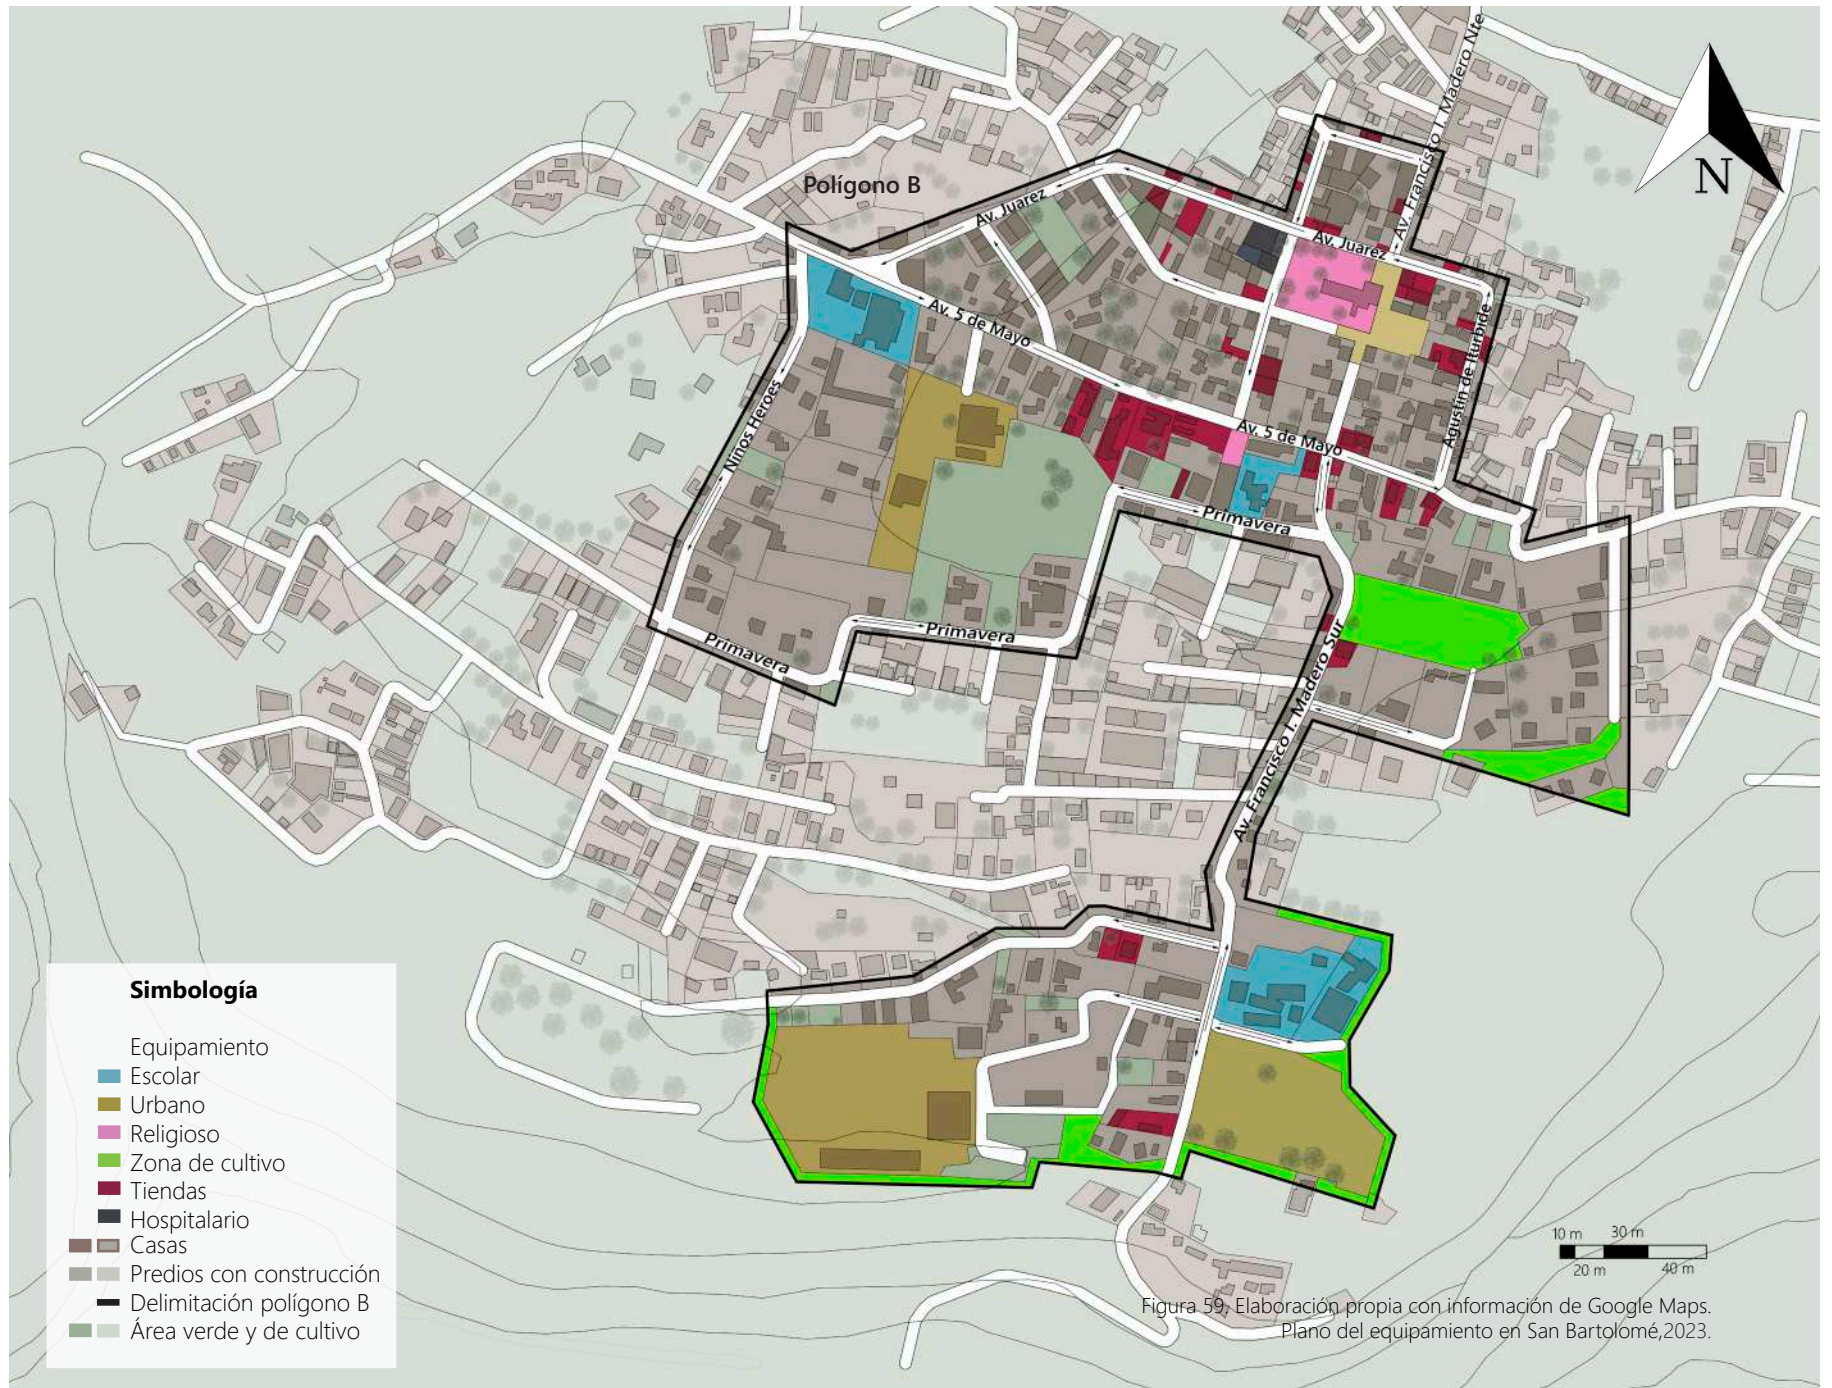 Av. Francisco I. Madero Nte
N
Polígono B
Av. Juarez
Av. Juarez
Av. 5 de Mayo
Agustin de Iturbide
Ninos Heroes
Av. 5 de Mayo
Primavera
Primavera
Primavera
Av. Francisco I. Madero Sur
Simbología
Equipamiento
Escolar
Urbano
Religioso
Zona de cultivo
Tiendas
Hospitalario
Casas
Predios con construcción
Delimitación polígono B
Área verde y de cultivo
10 m 30 m
20 m 40 m
Figura 59. Elaboración propia con información de Google Maps.
Plano del equipamiento en San Bartolomé,2023.